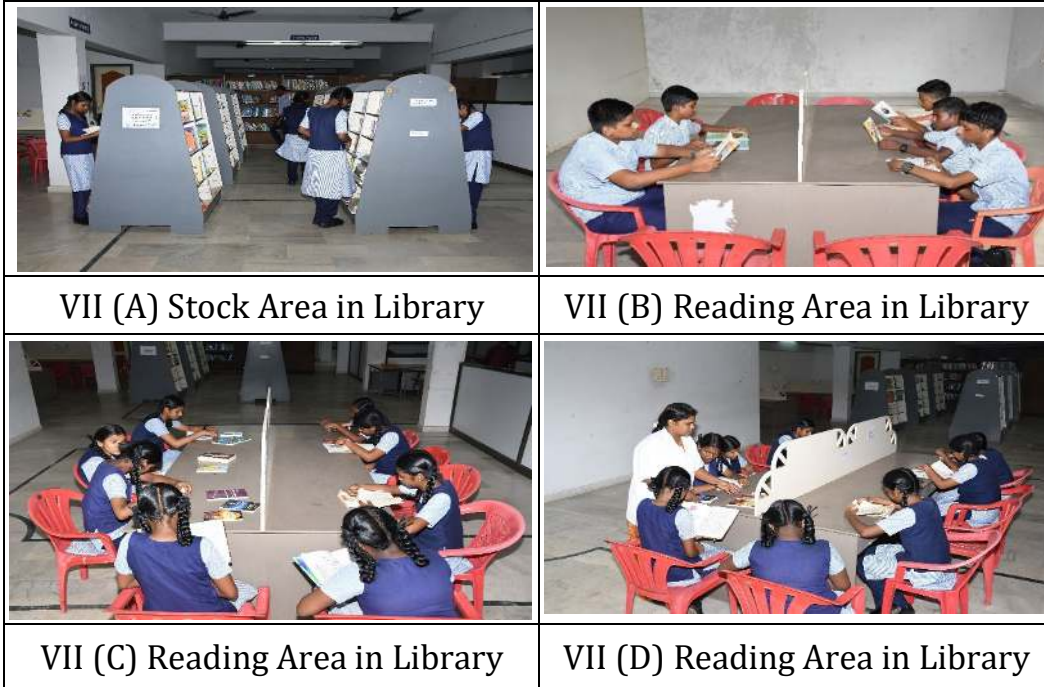 VII (A) Stock Area in Library
VII (B) Reading Area in Library
VII (C) Reading Area in Library
VII (D) Reading Area in Library